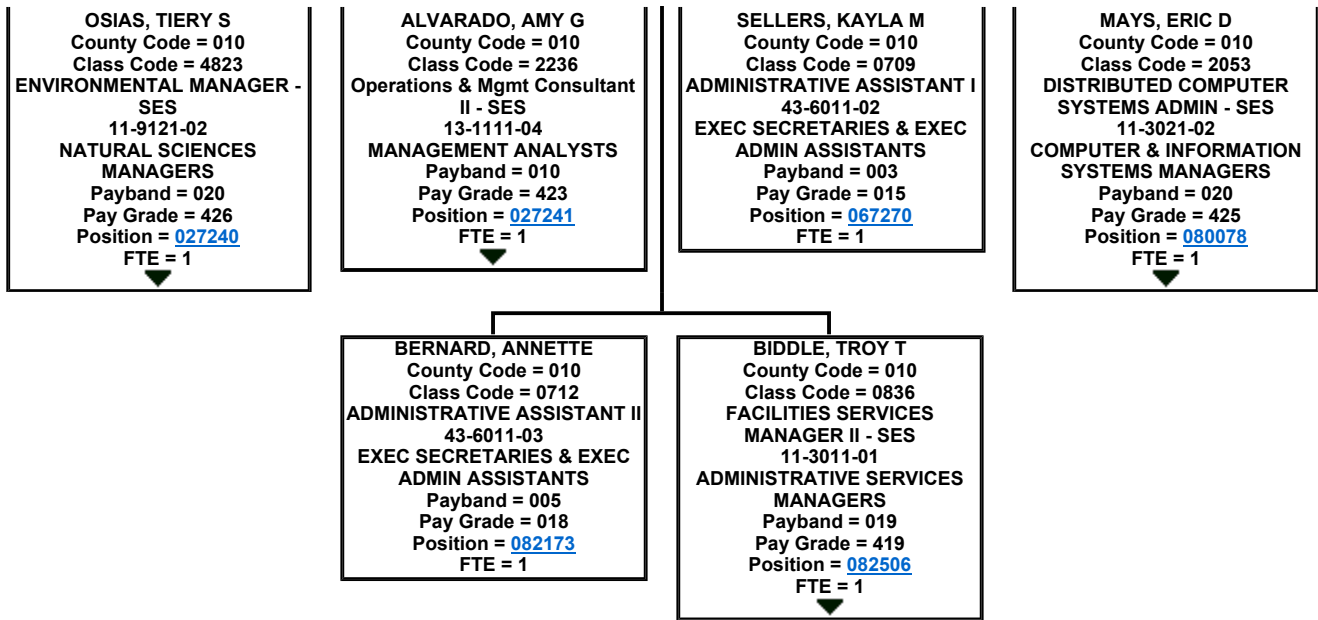 OSIAS, TIERY S
County Code = 010
Class Code = 4823
ENVIRONMENTAL MANAGER -
SES
11-9121-02
NATURAL SCIENCES
MANAGERS
Payband = 020
Pay Grade = 426
Position = 027240
FTE = 1
ALVARADO, AMY G
County Code = 010
Class Code = 2236
Operations & Mgmt Consultant
II - SES
13-1111-04
MANAGEMENT ANALYSTS
Payband = 010
Pay Grade = 423
Position = 027241
FTE = 1
SELLERS, KAYLA M
County Code = 010
Class Code = 0709
ADMINISTRATIVE ASSISTANT I
43-6011-02
EXEC SECRETARIES & EXEC
ADMIN ASSISTANTS
Payband = 003
Pay Grade = 015
Position = 067270
FTE = 1
MAYS, ERIC D
County Code = 010
Class Code = 2053
DISTRIBUTED COMPUTER
SYSTEMS ADMIN - SES
11-3021-02
COMPUTER & INFORMATION
SYSTEMS MANAGERS
Payband = 020
Pay Grade = 425
Position = 080078
FTE = 1
BERNARD, ANNETTE
County Code = 010
Class Code = 0712
ADMINISTRATIVE ASSISTANT II
43-6011-03
EXEC SECRETARIES & EXEC
ADMIN ASSISTANTS
Payband = 005
Pay Grade = 018
Position = 082173
FTE = 1
BIDDLE, TROY T
County Code = 010
Class Code = 0836
FACILITIES SERVICES
MANAGER II - SES
11-3011-01
ADMINISTRATIVE SERVICES
MANAGERS
Payband = 019
Pay Grade = 419
Position = 082506
FTE = 1